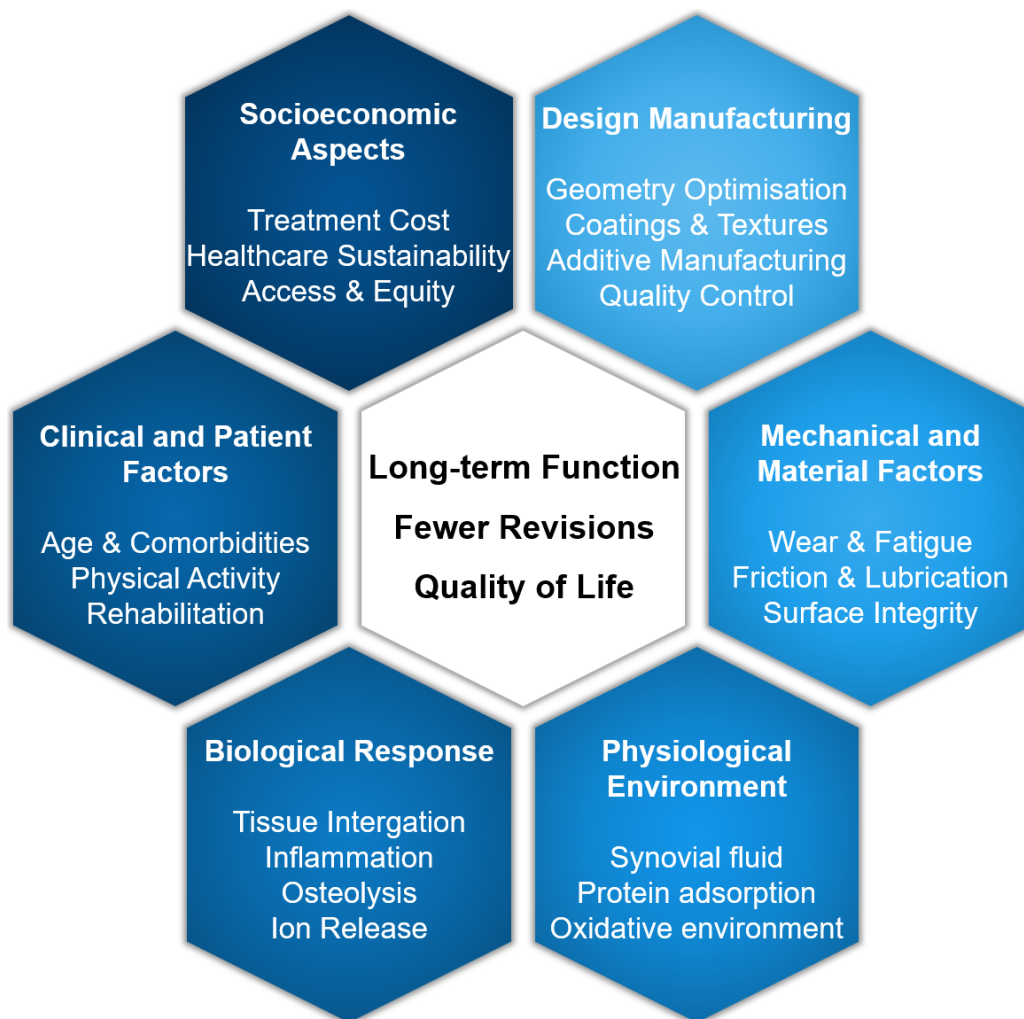 Socioeconomic
Aspects
Treatment Cost
Healthcare Sustainability
Access & Equity
Design Manufacturing
Geometry Optimisation
Coatings & Textures
Additive Manufacturing
Quality Control
Clinical and Patient
Factors
Age & Comorbidities
Physical Activity
Rehabilitation
Long-term Function
Fewer Revisions
Quality of Life
Mechanical and
Material Factors
Wear & Fatigue
Friction & Lubrication
Surface Integrity
Biological Response
Tissue Intergation
Inflammation
Osteolysis
Ion Release
Physiological
Environment
Synovial fluid
Protein adsorption
Oxidative environment